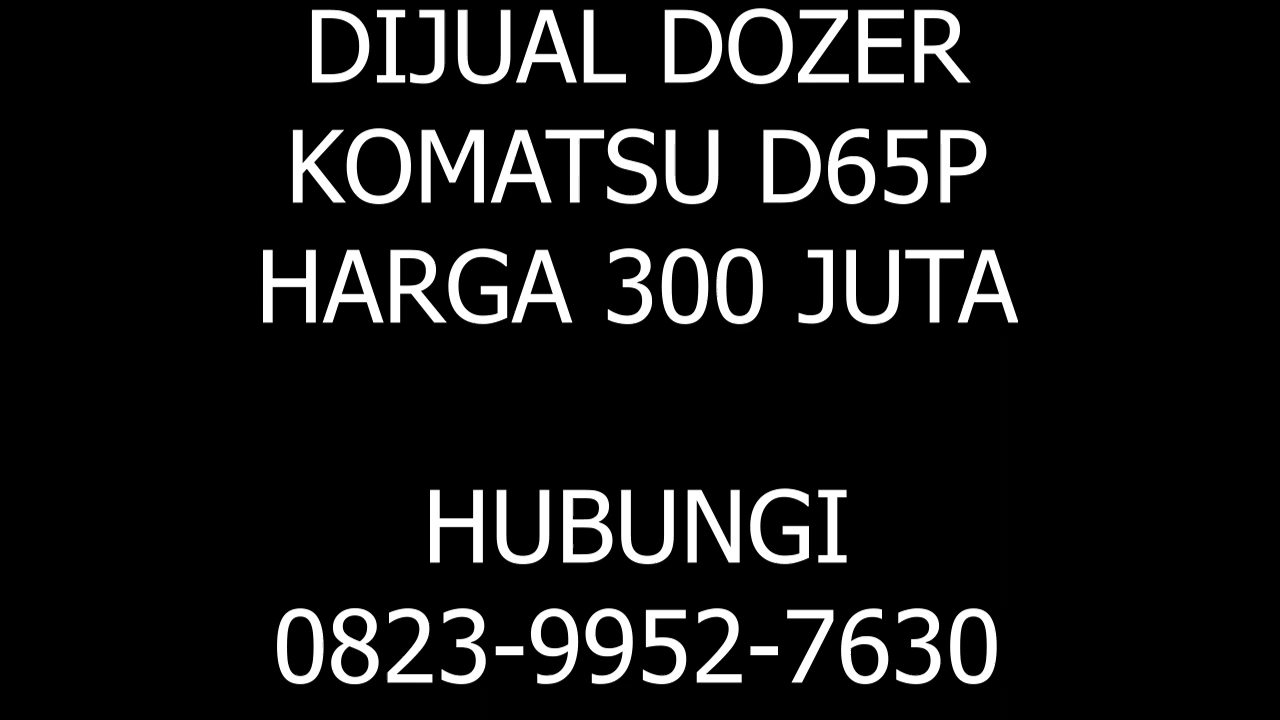 DIJUAL DOZER
KOMATSU D65P
HARGA 300 JUTA
HUBUNGI
0823-9952-7630